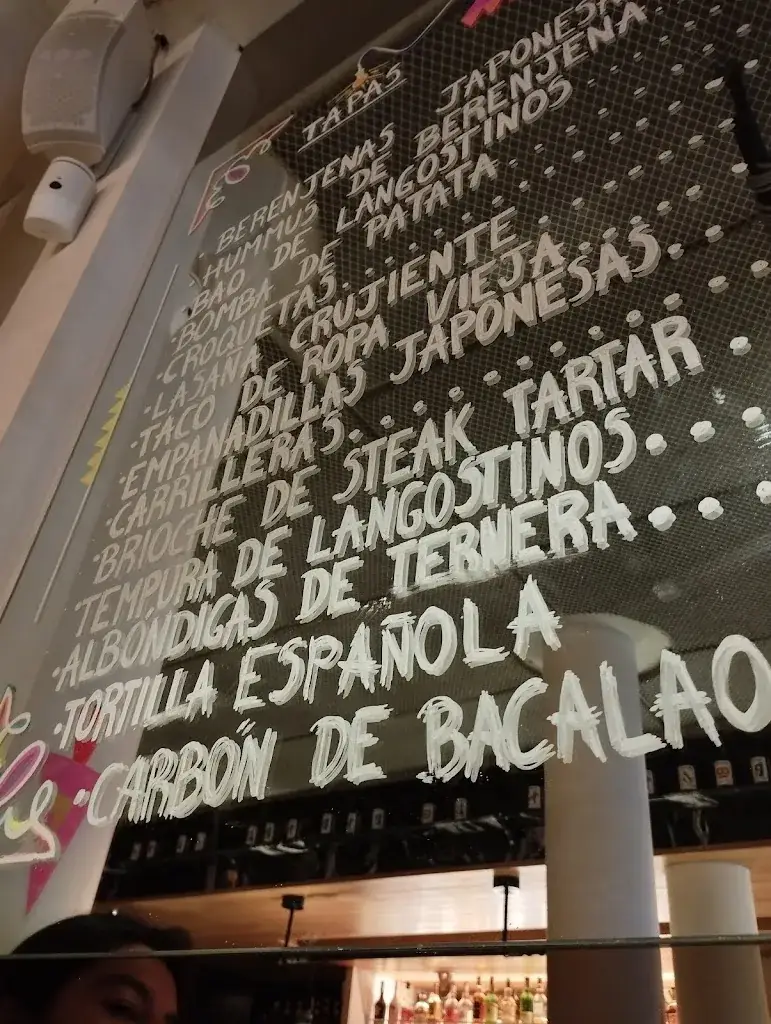 TAPAS
· BERENJENAS JAPONESA
· HUMMUS DE BERENJENA
· BAO DE LANGOSTINOS
· BOMBA DE PATATA
· CROQUETAS
· LASAÑA CRUJIENTE
· TACO DE ROPA VIEJA
· EMPANADILLAS JAPONESAS
· CARRILLERAS
· BRIOCHE DE STEAK TARTAR
· TEMPURA DE LANGOSTINOS
· ALBÓNDIGAS DE TERNERA
· TORTILLA ESPAÑOLA
· CARBÓN DE BACALAO